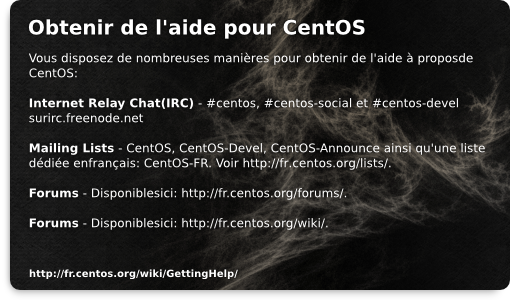 Obtenir de l'aide pour CentOS
Vous disposez de nombreuses manières pour obtenir de l'aide à proposde
CentOS:
Internet Relay Chat(IRC) - #centos, #centos-social et #centos-devel
surirc.freenode.net
Mailing Lists - CentOS, CentOS-Devel, CentOS-Announce ainsi qu'une liste
dédiée enfrançais: CentOS-FR. Voir http://fr.centos.org/lists/.
Forums - Disponiblesici: http://fr.centos.org/forums/.
Forums - Disponiblesici: http://fr.centos.org/wiki/.
http://fr.centos.org/wiki/GettingHelp/